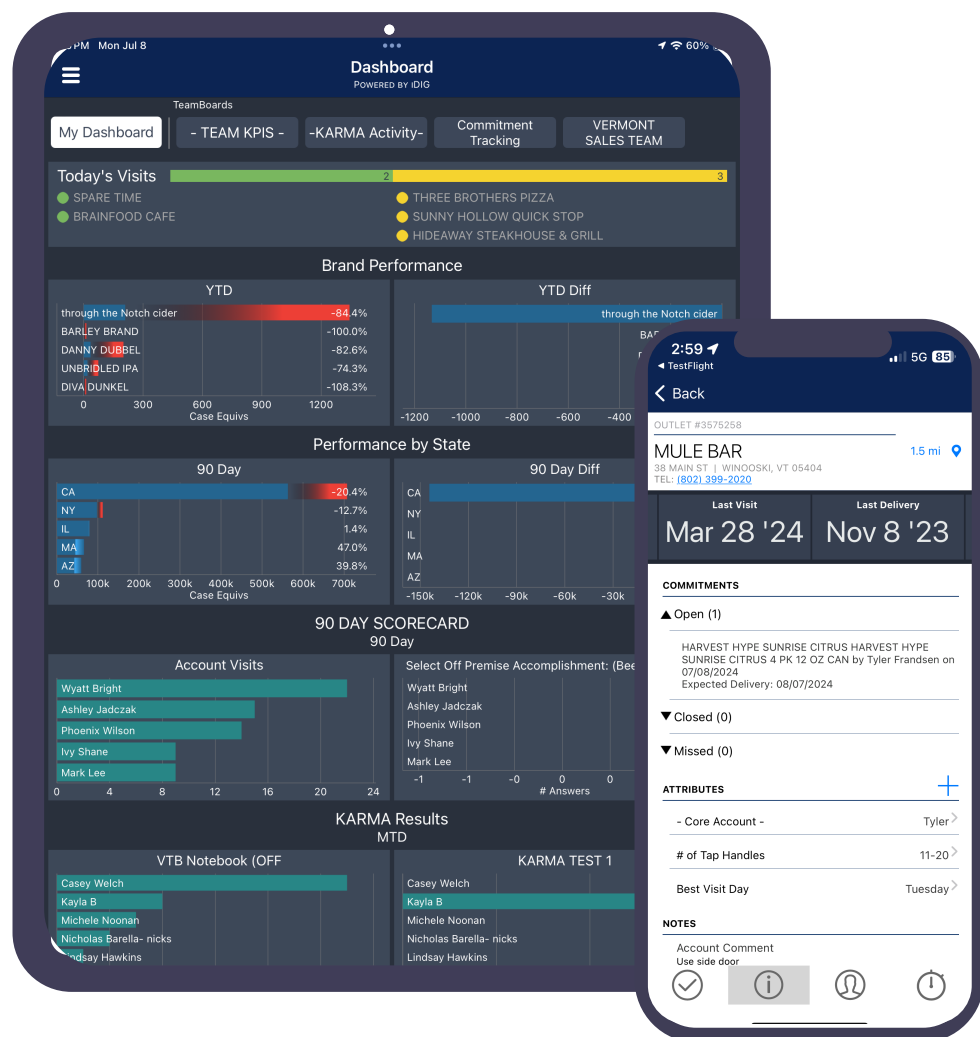 PM Mon Jul 8
60%
Dashboard
POWERED BY iDIG
TeamBoards
My Dashboard
- TEAM KPIS -
-KARMA Activity-
Commitment
Tracking
VERMONT
SALES TEAM
Today's Visits
2
3
SPARE TIME
BRAINFOOD CAFE
THREE BROTHERS PIZZA
SUNNY HOLLOW QUICK STOP
HIDEAWAY STEAKHOUSE & GRILL
Brand Performance
YTD
through the Notch cider -84.4%
BARLEY BRAND -100.0%
DANNY DUBBEL -82.6%
UNBRIDLED IPA -74.3%
DIVA DUNKEL -108.3%
0 300 600 900 1200
Case Equivs
YTD Diff
through the Notch cider
-1200 -1000 -800 -600 -400
Performance by State
90 Day
CA -20.4%
NY -12.7%
IL 1.4%
MA 47.0%
AZ 39.8%
0 100k 200k 300k 400k 500k 600k 700k
Case Equivs
90 Day Diff
CA
NY
IL
MA
AZ
-150k -120k -90k -60k -30k
90 DAY SCORECARD
90 Day
Account Visits
Wyatt Bright
Ashley Jadczak
Phoenix Wilson
Ivy Shane
Mark Lee
0 4 8 12 16 20 24
Select Off Premise Accomplishment: (Bee
Wyatt Bright
Ashley Jadczak
Phoenix Wilson
Ivy Shane
Mark Lee
-1 -1 -0 0 0
# Answers
KARMA Results
MTD
VTB Notebook (OFF
Casey Welch
Kayla B
Michele Noonan
Nicholas Barella- nicks
Lindsay Hawkins
KARMA TEST 1
Casey Welch
Kayla B
Michele Noonan
Nicholas Barella- nicks
Lindsay Hawkins
2:59
5G 85
TestFlight
Back
OUTLET #3575258
MULE BAR
1.5 mi
38 MAIN ST | WINOOSKI, VT 05404
TEL: (802) 399-2020
Last Visit
Mar 28 '24
Last Delivery
Nov 8 '23
COMMITMENTS
Open (1)
HARVEST HYPE SUNRISE CITRUS HARVEST HYPE
SUNRISE CITRUS 4 PK 12 OZ CAN by Tyler Frandsen on
07/08/2024
Expected Delivery: 08/07/2024
Closed (0)
Missed (0)
ATTRIBUTES
- Core Account - Tyler
# of Tap Handles 11-20
Best Visit Day Tuesday
NOTES
Account Comment
Use side door